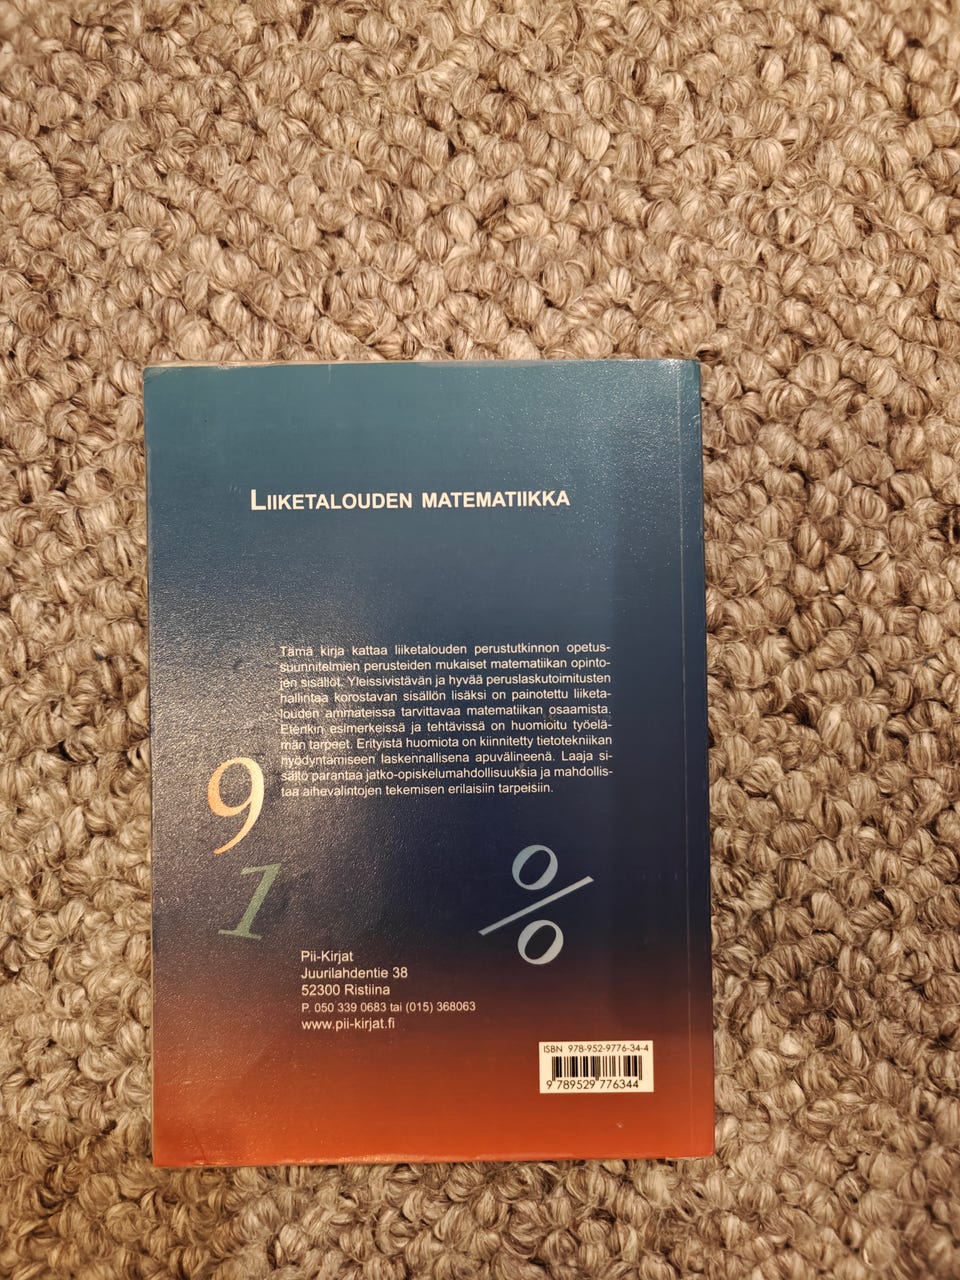 LIIKETALOUDEN MATEMATIIKKA
Tämä kirja kattaa liiketalouden perustutkinnon opetus-
suunnitelmien perusteiden mukaiset matematiikan opinto-
jen sisällöt. Yleissivistävän ja hyvää peruslaskutoimitusten
hallintaa korostavan sisällön lisäksi on painotettu liiketa-
louden ammateissa tarvittavaa matematiikan osaamista.
Etenkin esimerkeissä ja tehtävissä on huomioitu työelä-
män tarpeet. Erityistä huomiota on kiinnitetty tietotekniikan
hyödyntämiseen laskennallisena apuvälineenä. Laaja si-
sältö parantaa jatko-opiskelumahdollisuuksia ja mahdollis-
taa aihevalintojen tekemisen erilaisiin tarpeisiin.
9
1
%
Pii-Kirjat
Juurilahdentie 38
52300 Ristiina
P. 050 339 0683 tai (015) 368063
www.pii-kirjat.fi
ISBN 978-952-9776-34-4
9 789529 776344